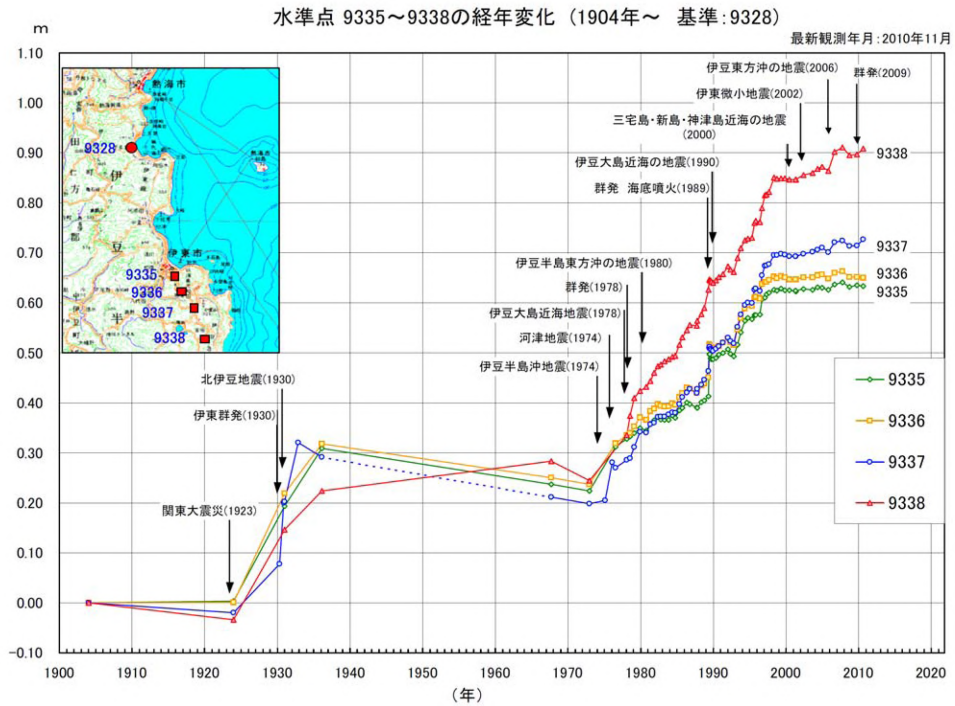 水準点 9335～9338の経年変化 (1904年～　基準:9328)
最新観測年月:2010年11月
m
1.10
1.00
0.90
0.80
0.70
0.60
0.50
0.40
0.30
0.20
0.10
0.00
-0.10
1900
1910
1920
1930
1940
1950
1960
1970
1980
1990
2000
2010
2020
(年)
熱海市
9328
田
方
郡
伊
豆
半
伊東市
9335
9336
9337
9338
関東大震災(1923)
伊東群発(1930)
北伊豆地震(1930)
伊豆半島沖地震(1974)
河津地震(1974)
伊豆大島近海地震(1978)
群発(1978)
伊豆半島東方沖の地震(1980)
群発 海底噴火(1989)
伊豆大島近海の地震(1990)
三宅島・新島・神津島近海の地震
(2000)
伊東微小地震(2002)
伊豆東方沖の地震(2006)
群発(2009)
9338
9337
9336
9335
9335
9336
9337
9338